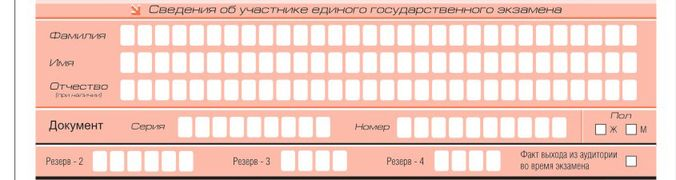 Сведения об участнике единого государственного экзамена
Фамилия
Имя
Отчество
(при наличии)
Документ Серия Номер Пол
Ж М
Резерв - 2 Резерв - 3 Резерв - 4 Факт выхода из аудитории
во время экзамена